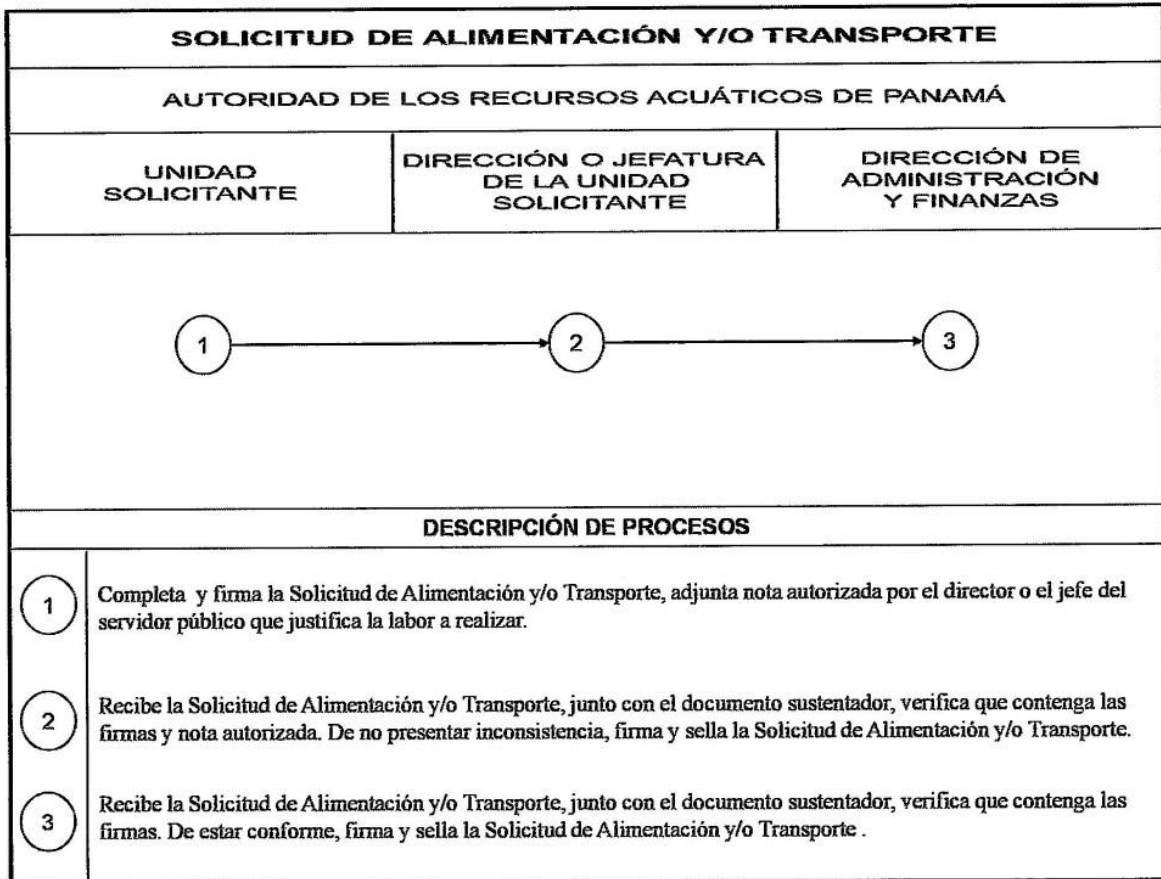 SOLICITUD DE ALIMENTACIÓN Y/O TRANSPORTE
AUTORIDAD DE LOS RECURSOS ACUÁTICOS DE PANAMÁ
UNIDAD
SOLICITANTE
DIRECCIÓN O JEFATURA
DE LA UNIDAD
SOLICITANTE
DIRECCIÓN DE
ADMINISTRACIÓN
Y FINANZAS
1
2
3
DESCRIPCIÓN DE PROCESOS
1
Completa y firma la Solicitud de Alimentación y/o Transporte, adjunta nota autorizada por el director o el jefe del
servidor público que justifica la labor a realizar.
2
Recibe la Solicitud de Alimentación y/o Transporte, junto con el documento sustentador, verifica que contenga las
firmas y nota autorizada. De no presentar inconsistencia, firma y sella la Solicitud de Alimentación y/o Transporte.
3
Recibe la Solicitud de Alimentación y/o Transporte, junto con el documento sustentador, verifica que contenga las
firmas. De estar conforme, firma y sella la Solicitud de Alimentación y/o Transporte .